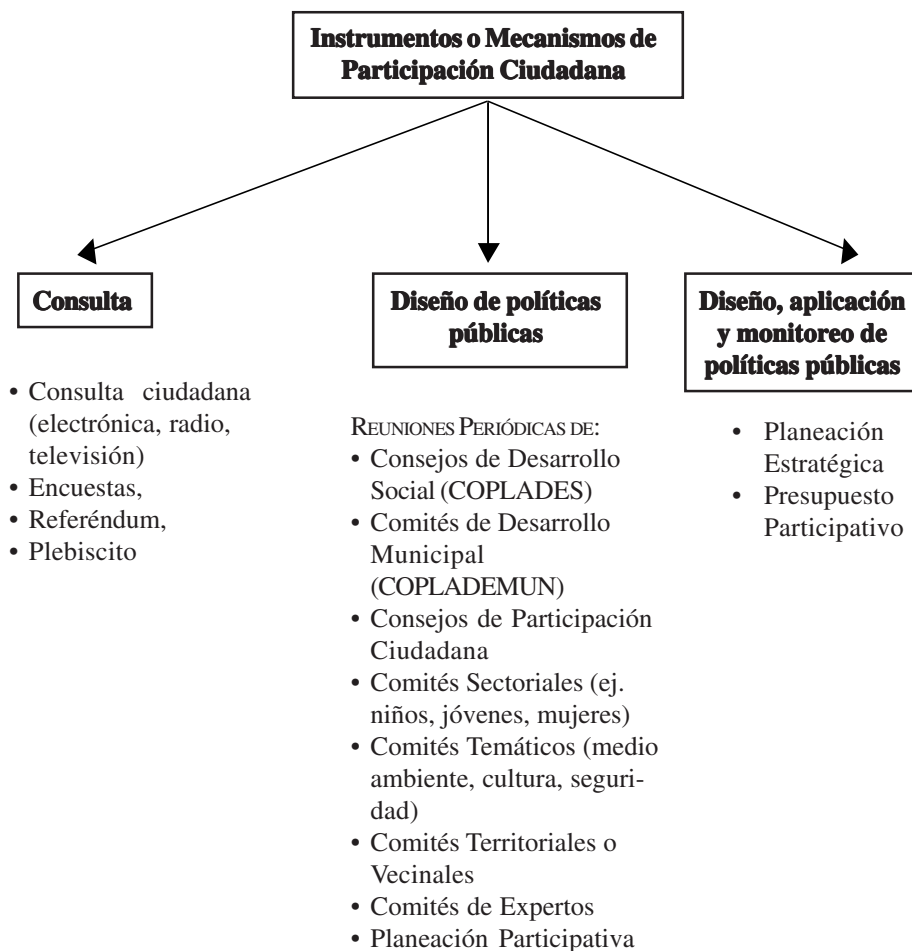 Instrumentos o Mecanismos de
Participación Ciudadana
Consulta
• Consulta ciudadana
(electrónica, radio,
televisión)
• Encuestas,
• Referéndum,
• Plebiscito
Diseño de políticas
públicas
REUNIONES PERIÓDICAS DE:
• Consejos de Desarrollo
Social (COPLADES)
• Comités de Desarrollo
Municipal
(COPLADEMUN)
• Consejos de Participación
Ciudadana
• Comités Sectoriales (ej.
niños, jóvenes, mujeres)
• Comités Temáticos (medio
ambiente, cultura, seguri-
dad)
• Comités Territoriales o
Vecinales
• Comités de Expertos
• Planeación Participativa
Diseño, aplicación
y monitoreo de
políticas públicas
• Planeación
Estratégica
• Presupuesto
Participativo